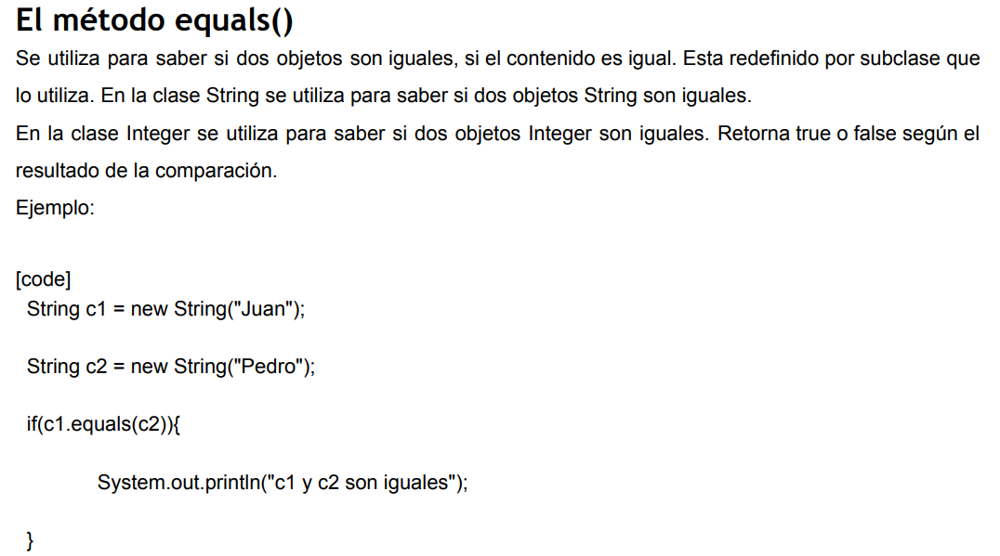 El método equals()
Se utiliza para saber si dos objetos son iguales, si el contenido es igual. Esta redefinido por subclase que
lo utiliza. En la clase String se utiliza para saber si dos objetos String son iguales.
En la clase Integer se utiliza para saber si dos objetos Integer son iguales. Retorna true o false según el
resultado de la comparación.
Ejemplo:
[code]
String c1 = new String("Juan");
String c2 = new String("Pedro");
if(c1.equals(c2)){
System.out.println("c1 y c2 son iguales");
}